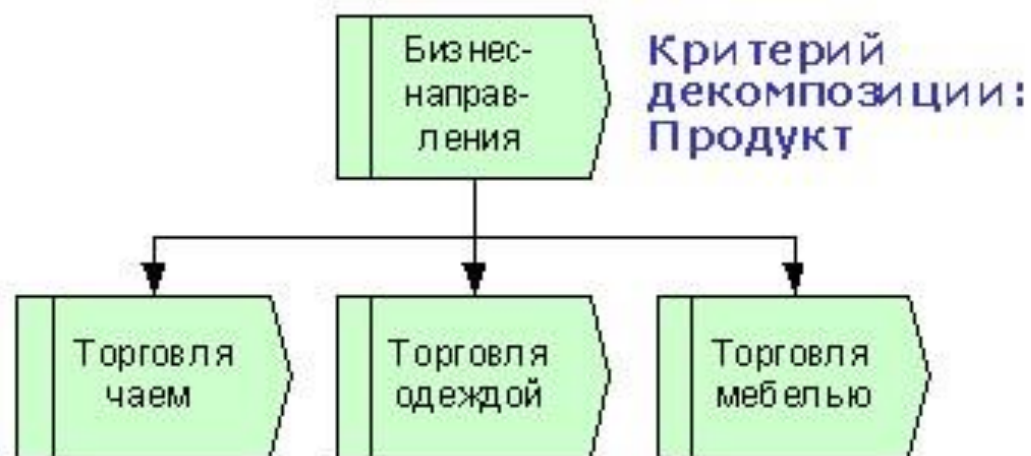 Бизнес-
направ-
ления
Критерий
декомпозиции:
Продукт
Торговля
чаем
Торговля
одеждой
Торговля
мебелью